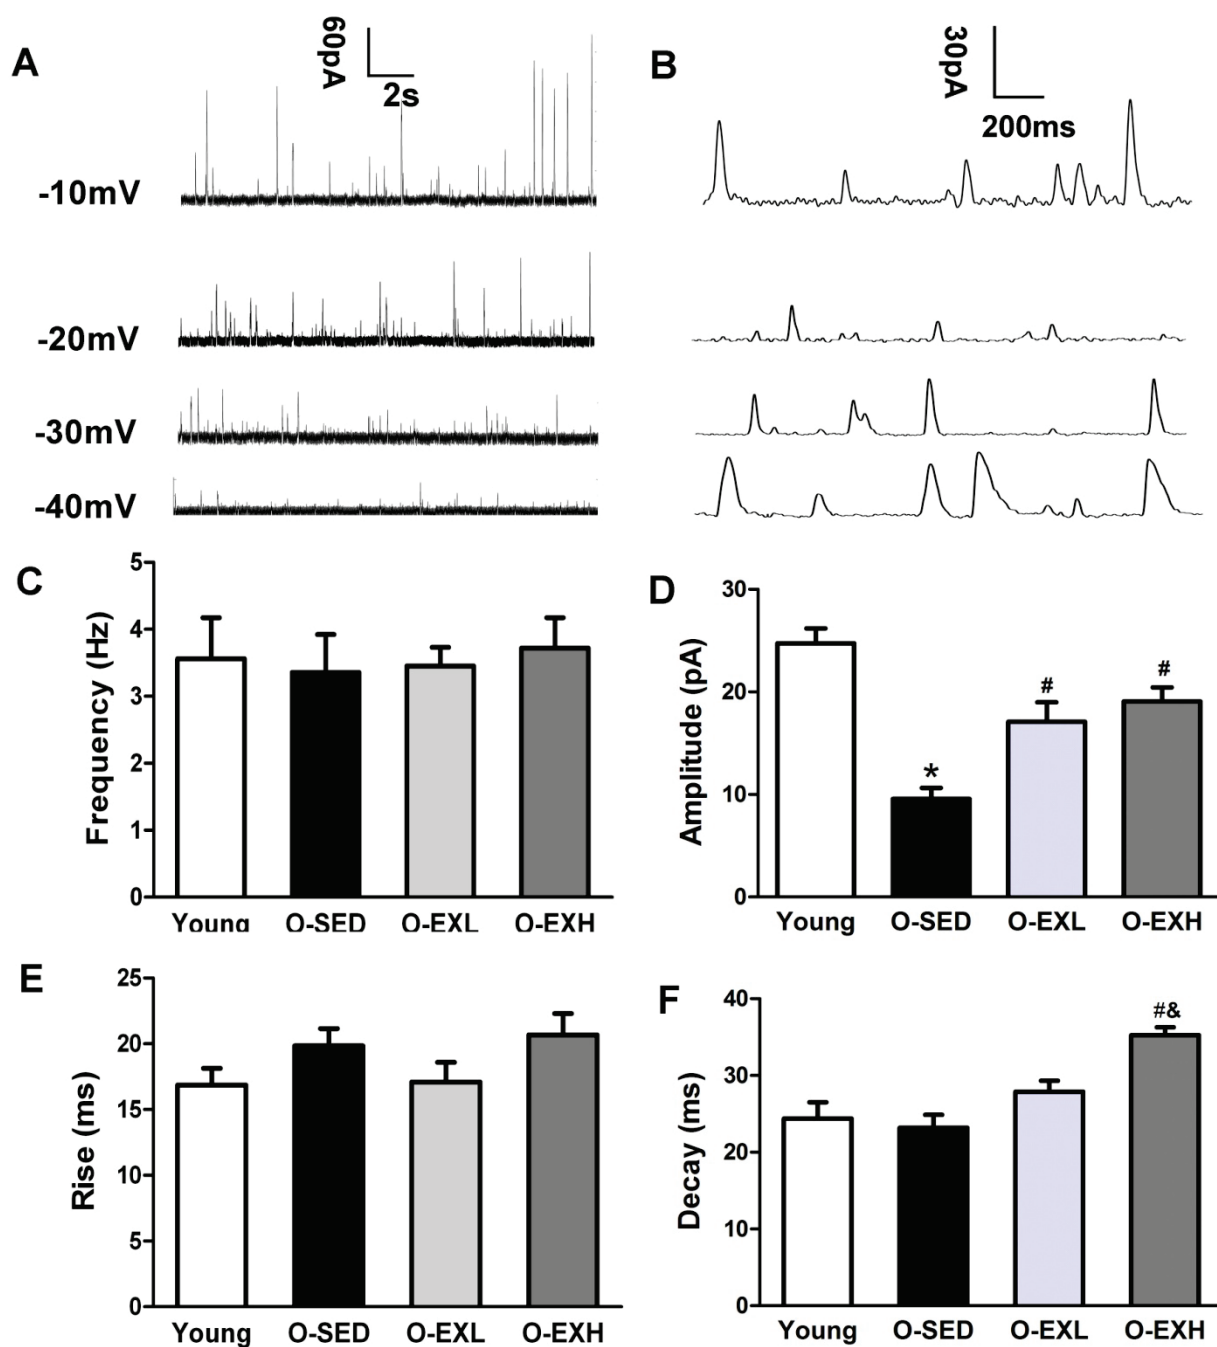 A
60pA
2s
-10mV
-20mV
-30mV
-40mV
B
30pA
200ms
C
Frequency (Hz)
5
4
3
2
1
0
Young O-SED O-EXL O-EXH
D
Amplitude (pA)
30
20
10
0
*
#
#
Young O-SED O-EXL O-EXH
E
Rise (ms)
25
20
15
10
5
0
Young O-SED O-EXL O-EXH
F
Decay (ms)
40
30
20
10
0
#&
Young O-SED O-EXL O-EXH